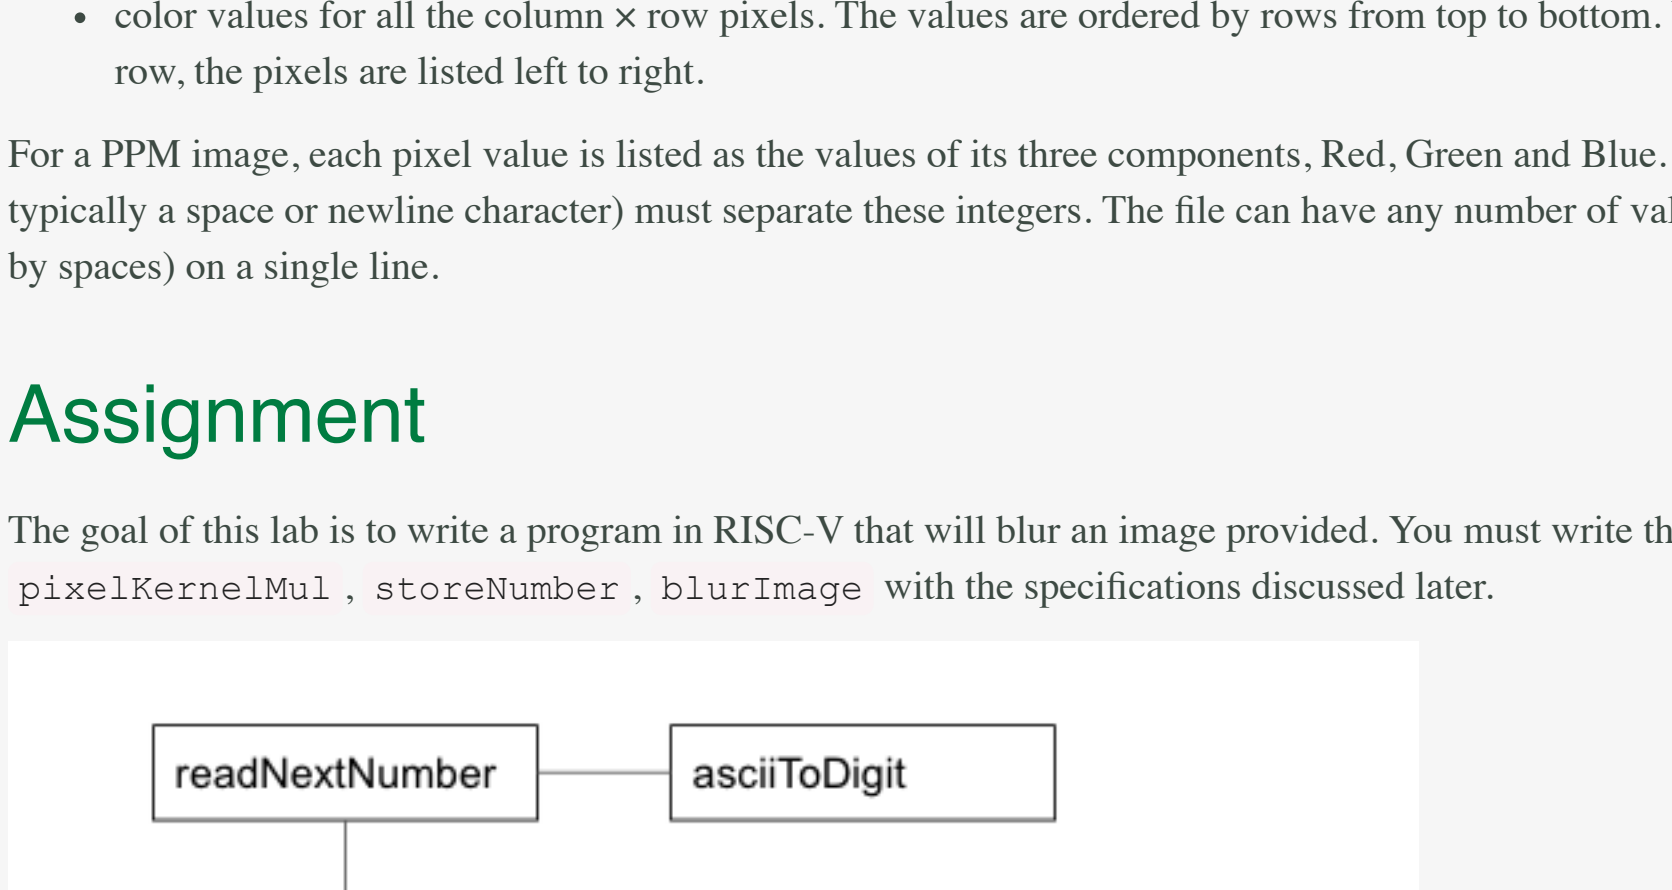 • color values for all the column × row pixels. The values are ordered by rows from top to bottom.
row, the pixels are listed left to right.
For a PPM image, each pixel value is listed as the values of its three components, Red, Green and Blue.
typically a space or newline character) must separate these integers. The file can have any number of val
by spaces) on a single line.
Assignment
The goal of this lab is to write a program in RISC-V that will blur an image provided. You must write th
pixelKernelMul, storeNumber, blurImage with the specifications discussed later.
readNextNumber asciiToDigit